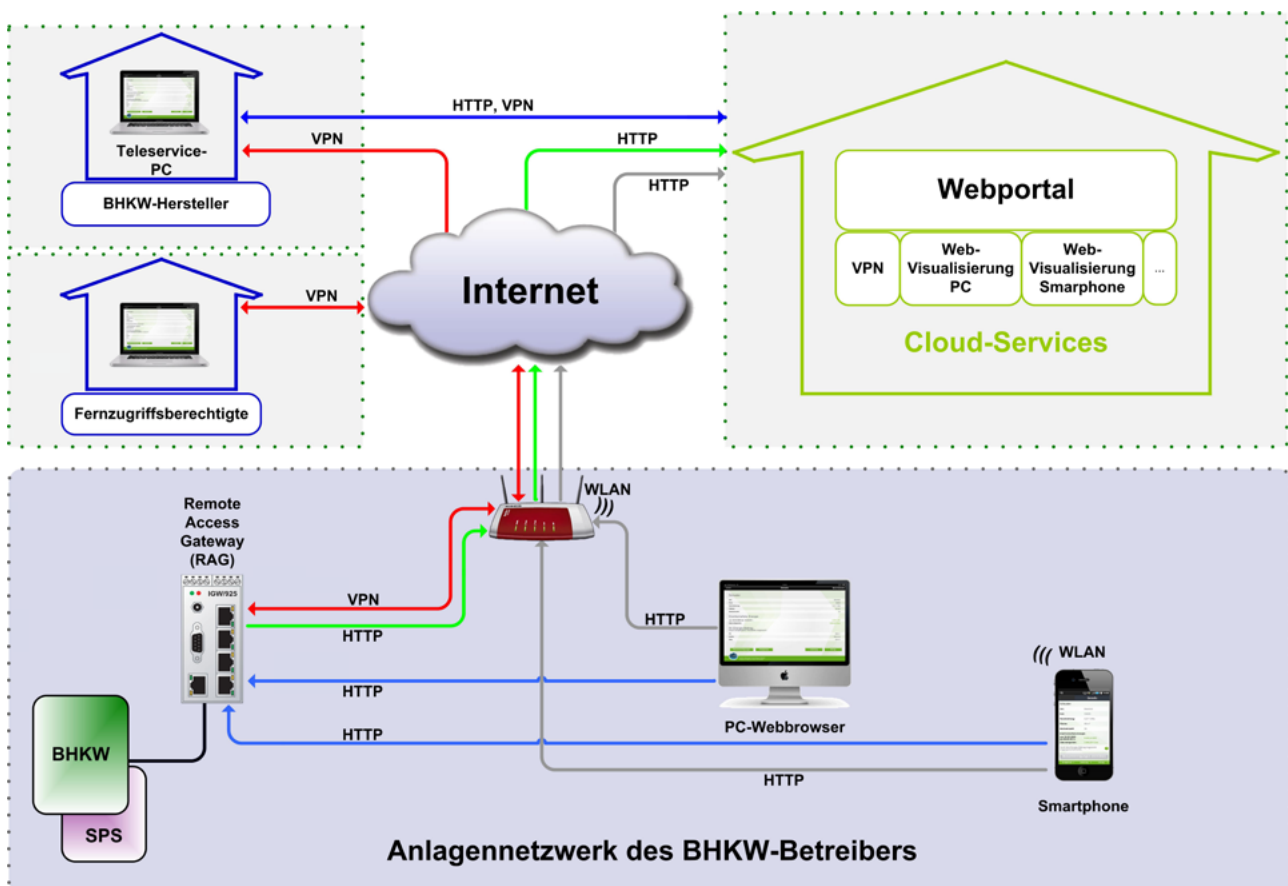 HTTP, VPN
VPN
HTTP
HTTP
Teleservice-
PC
BHKW-Hersteller
Webportal
VPN
Web-
Visualisierung
PC
Web-
Visualisierung
Smarphone
...
Cloud-Services
VPN
Internet
Fernzugriffsberechtigte
WLAN
Remote
Access
Gateway
(RAG)
IGW/925
VPN
HTTP
HTTP
HTTP
HTTP
HTTP
WLAN
PC-Webbrowser
Smartphone
BHKW
SPS
Anlagennetzwerk des BHKW-Betreibers